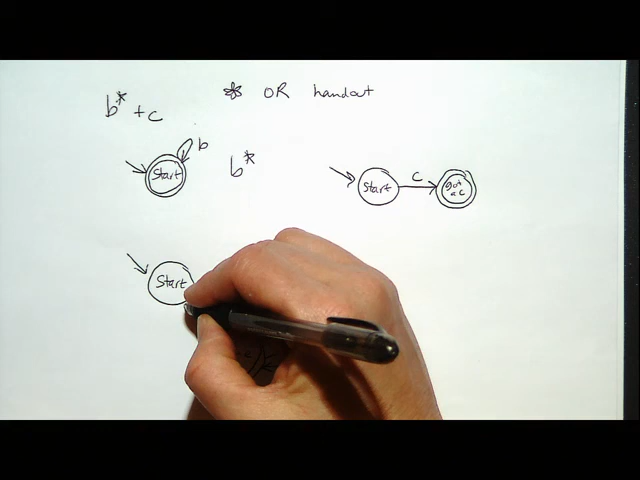 b* + c
* OR handout
Start
b
b*
Start
c
got a c
Start